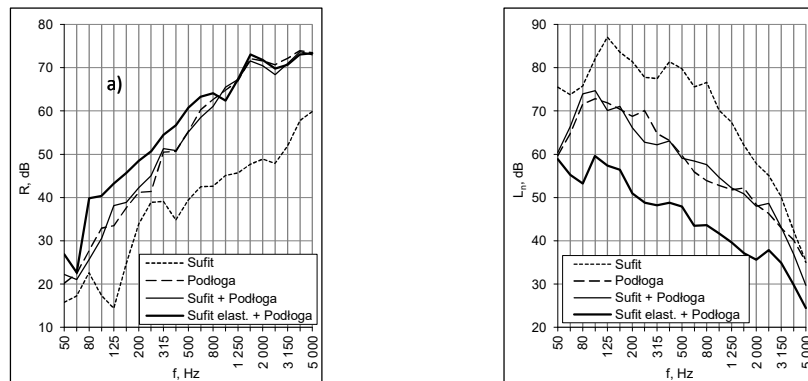 80
70
60
50
40
30
20
10
R, dB
a)
Sufit
Podłoga
Sufit + Podłoga
Sufit elast. + Podłoga
50
80
125
200
315
500
800
1 250
2 000
3 150
5 000
f, Hz
90
80
70
60
50
40
30
20
Ln, dB
Sufit
Podłoga
Sufit + Podłoga
Sufit elast. + Podłoga
50
80
125
200
315
500
800
1 250
2 000
3 150
5 000
f, Hz